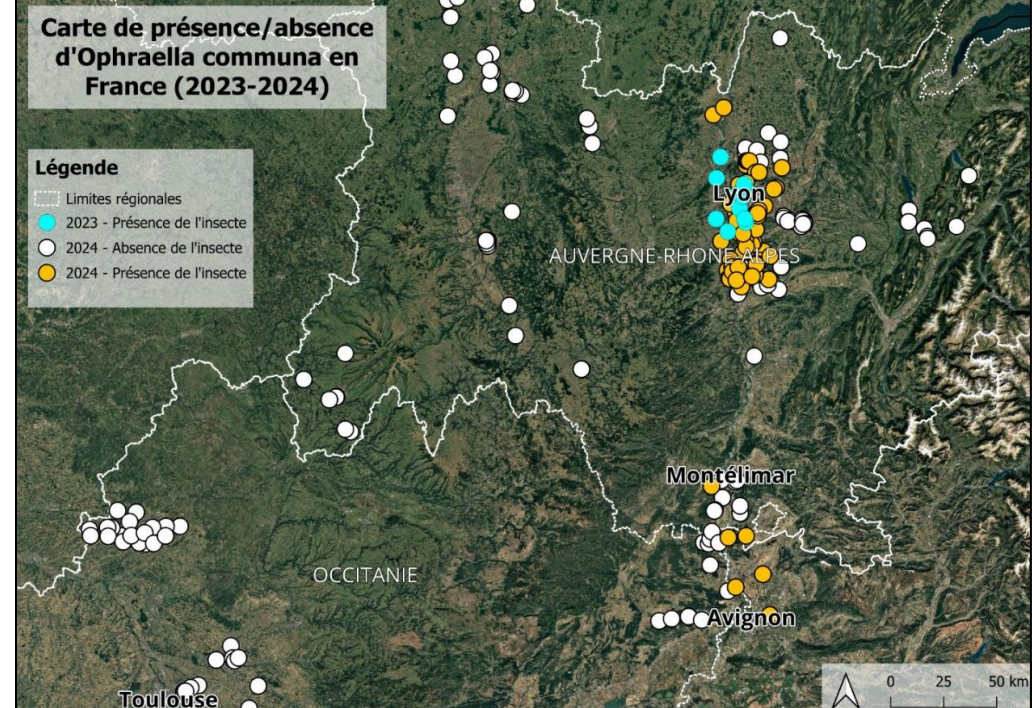 Carte de présence/absence
d'Ophraella communa en
France (2023-2024)
Légende
Limites régionales
2023 - Présence de l'insecte
2024 - Absence de l'insecte
2024 - Présence de l'insecte
Lyon
AUVERGNE-RHONE-ALPES
Montélimar
OCCITANIE
Avignon
Toulouse
0 25 50 km